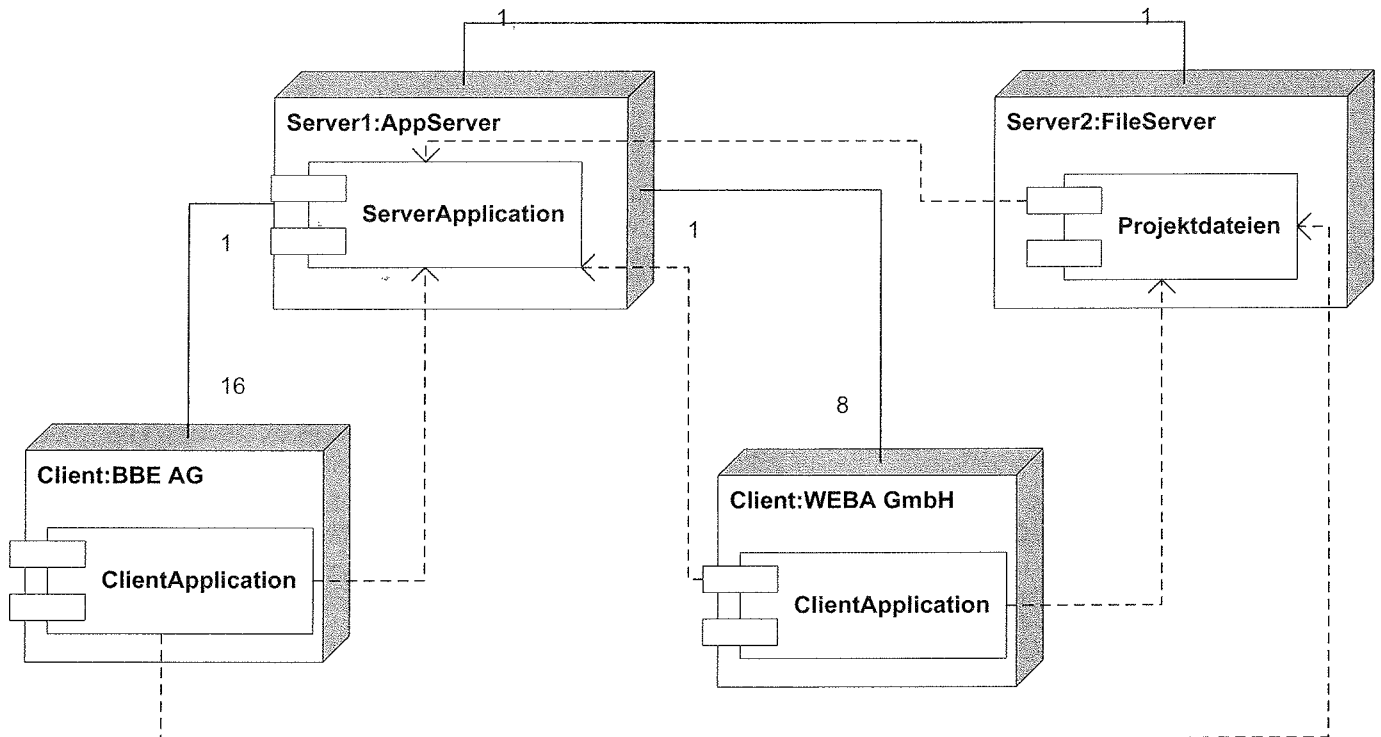 1
1
Server1:AppServer
Server2:FileServer
ServerApplication
Projektdateien
1
1
16
8
Client:BBE AG
Client:WEBA GmbH
ClientApplication
ClientApplication